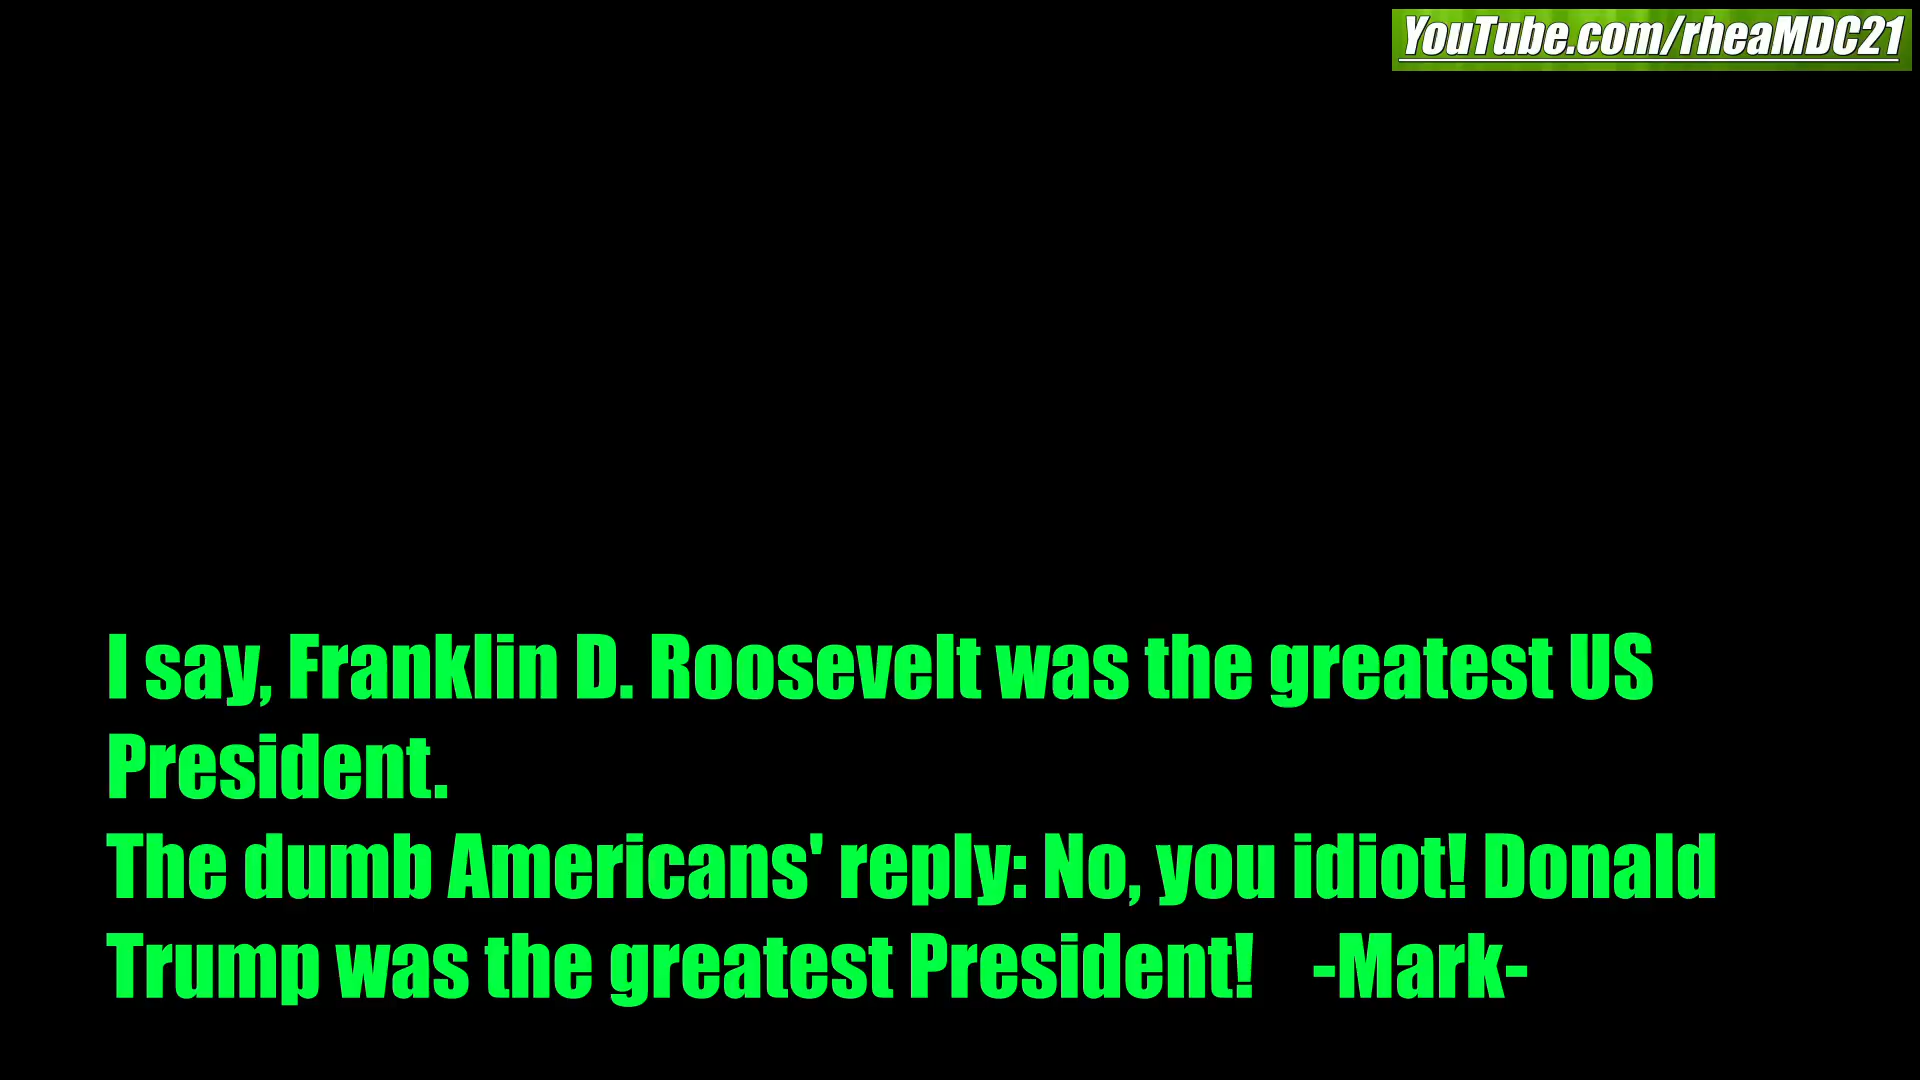 YouTube.com/rheaMDC21
I say, Franklin D. Roosevelt was the greatest US
President.
The dumb Americans' reply: No, you idiot! Donald
Trump was the greatest President!    -Mark-